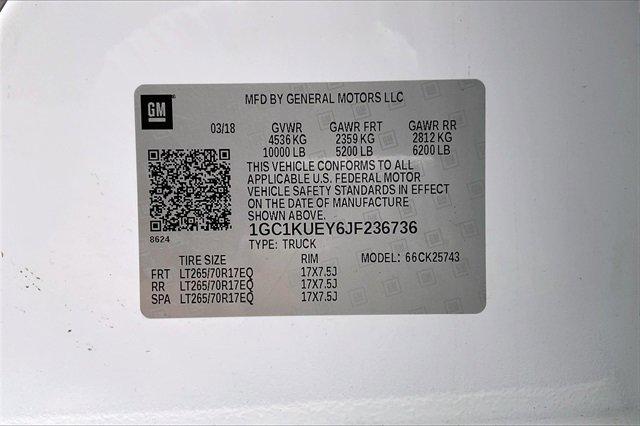 GM
MFD BY GENERAL MOTORS LLC
03/18 GVWR GAWR FRT GAWR RR
4536 KG 2359 KG 2812 KG
10000 LB 5200 LB 6200 LB
THIS VEHICLE CONFORMS TO ALL
APPLICABLE U.S. FEDERAL MOTOR
VEHICLE SAFETY STANDARDS IN EFFECT
ON THE DATE OF MANUFACTURE
SHOWN ABOVE.
8624
1GC1KUEY6JF236736
TYPE: TRUCK
TIRE SIZE RIM MODEL: 66CK25743
FRT LT265/70R17EQ 17X7.5J
RR LT265/70R17EQ 17X7.5J
SPA LT265/70R17EQ 17X7.5J